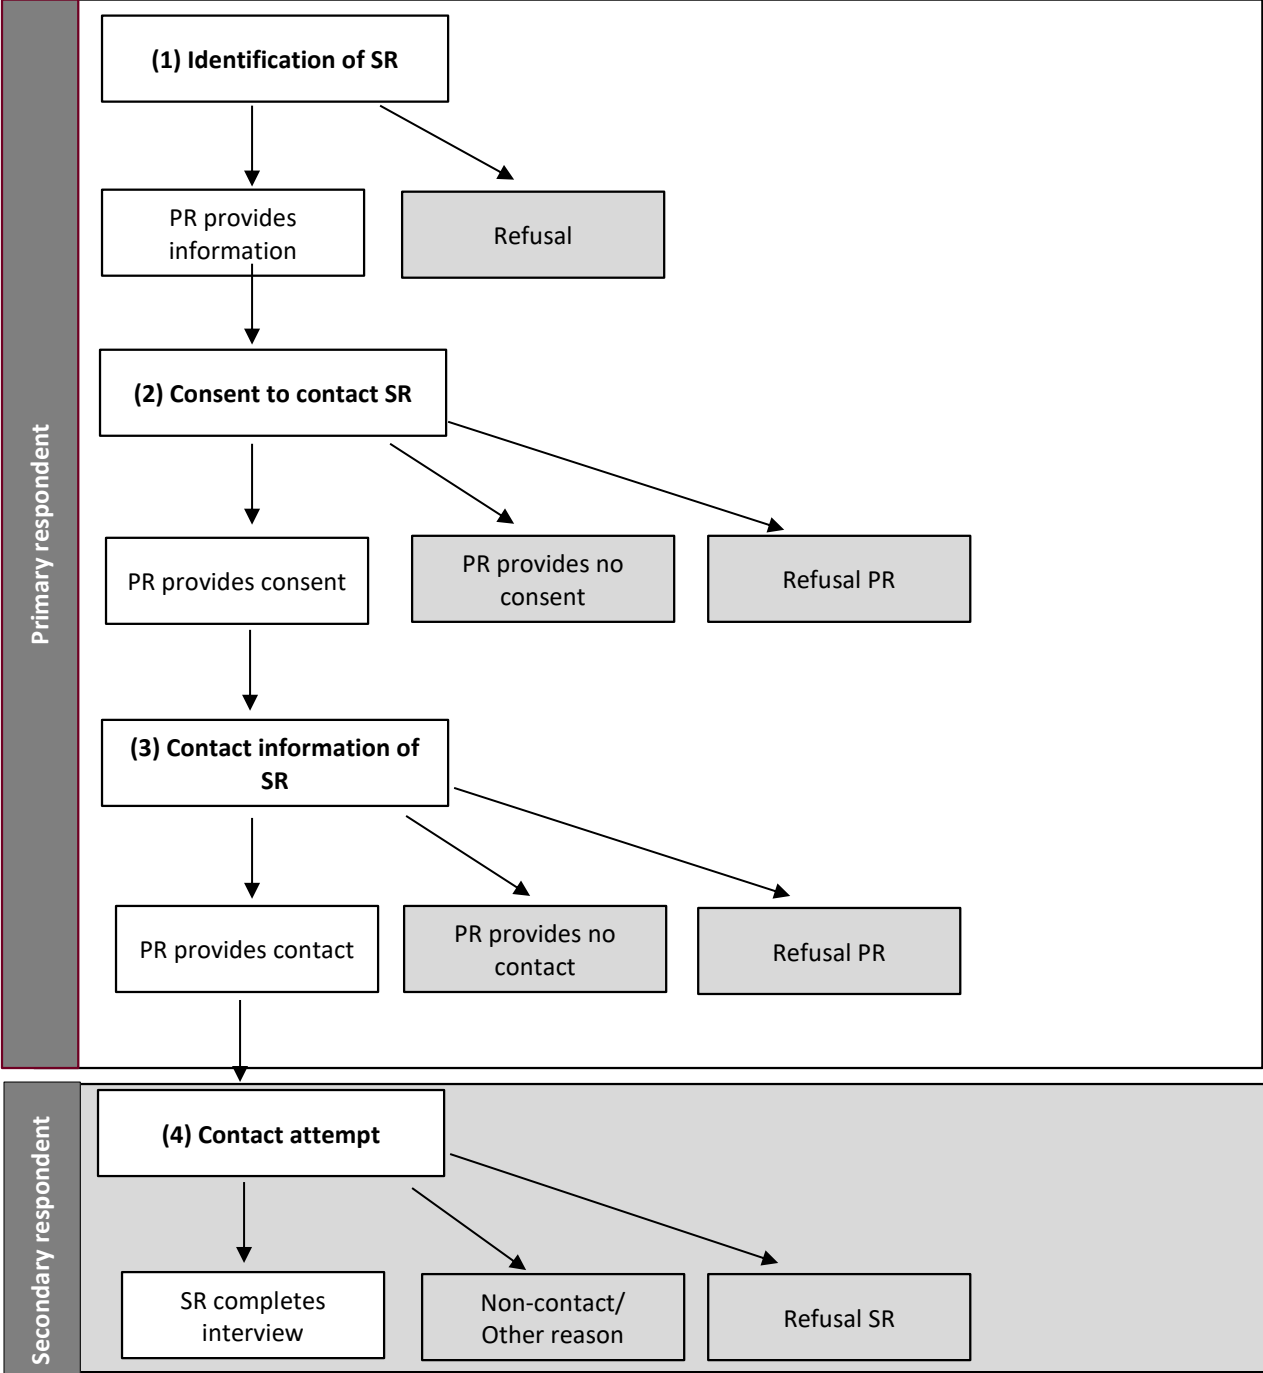 Primary respondent
(1) Identification of SR
PR provides
information
Refusal
(2) Consent to contact SR
PR provides consent
PR provides no
consent
Refusal PR
(3) Contact information of
SR
PR provides contact
PR provides no
contact
Refusal PR
Secondary respondent
(4) Contact attempt
SR completes
interview
Non-contact/
Other reason
Refusal SR